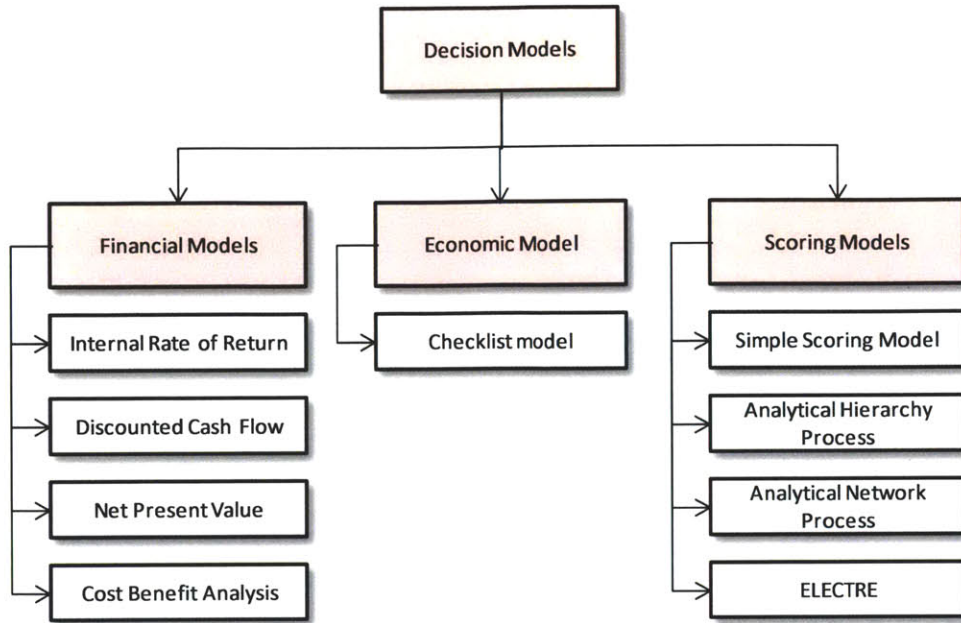 Decision Models
Financial Models
Economic Model
Scoring Models
Internal Rate of Return
Checklist model
Simple Scoring Model
Discounted Cash Flow
Analytical Hierarchy
Process
Net Present Value
Analytical Network
Process
Cost Benefit Analysis
ELECTRE